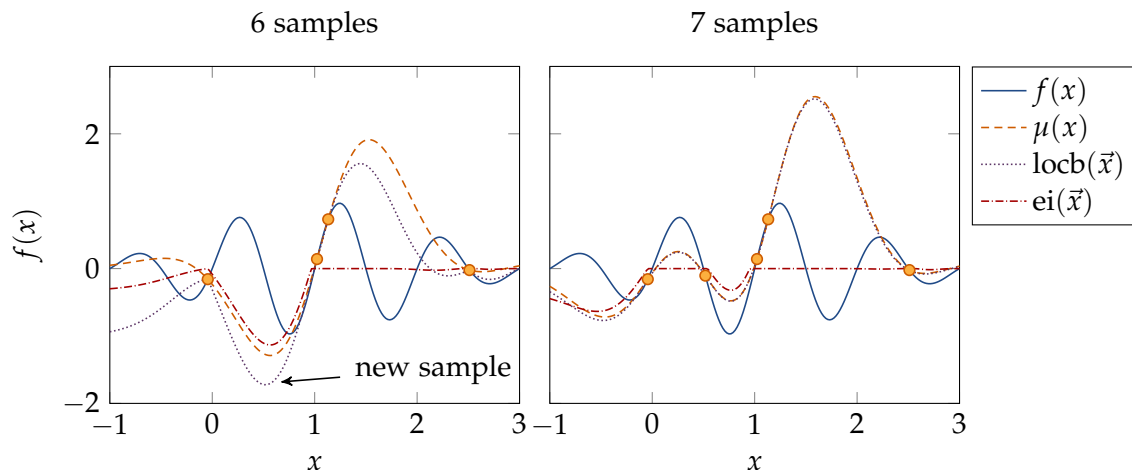 6 samples
7 samples
f(x)
2
0
−2
new sample
−1 0 1 2 3
−1 0 1 2 3
x
x
f(x)
μ(x)
locb(x⃗)
ei(x⃗)